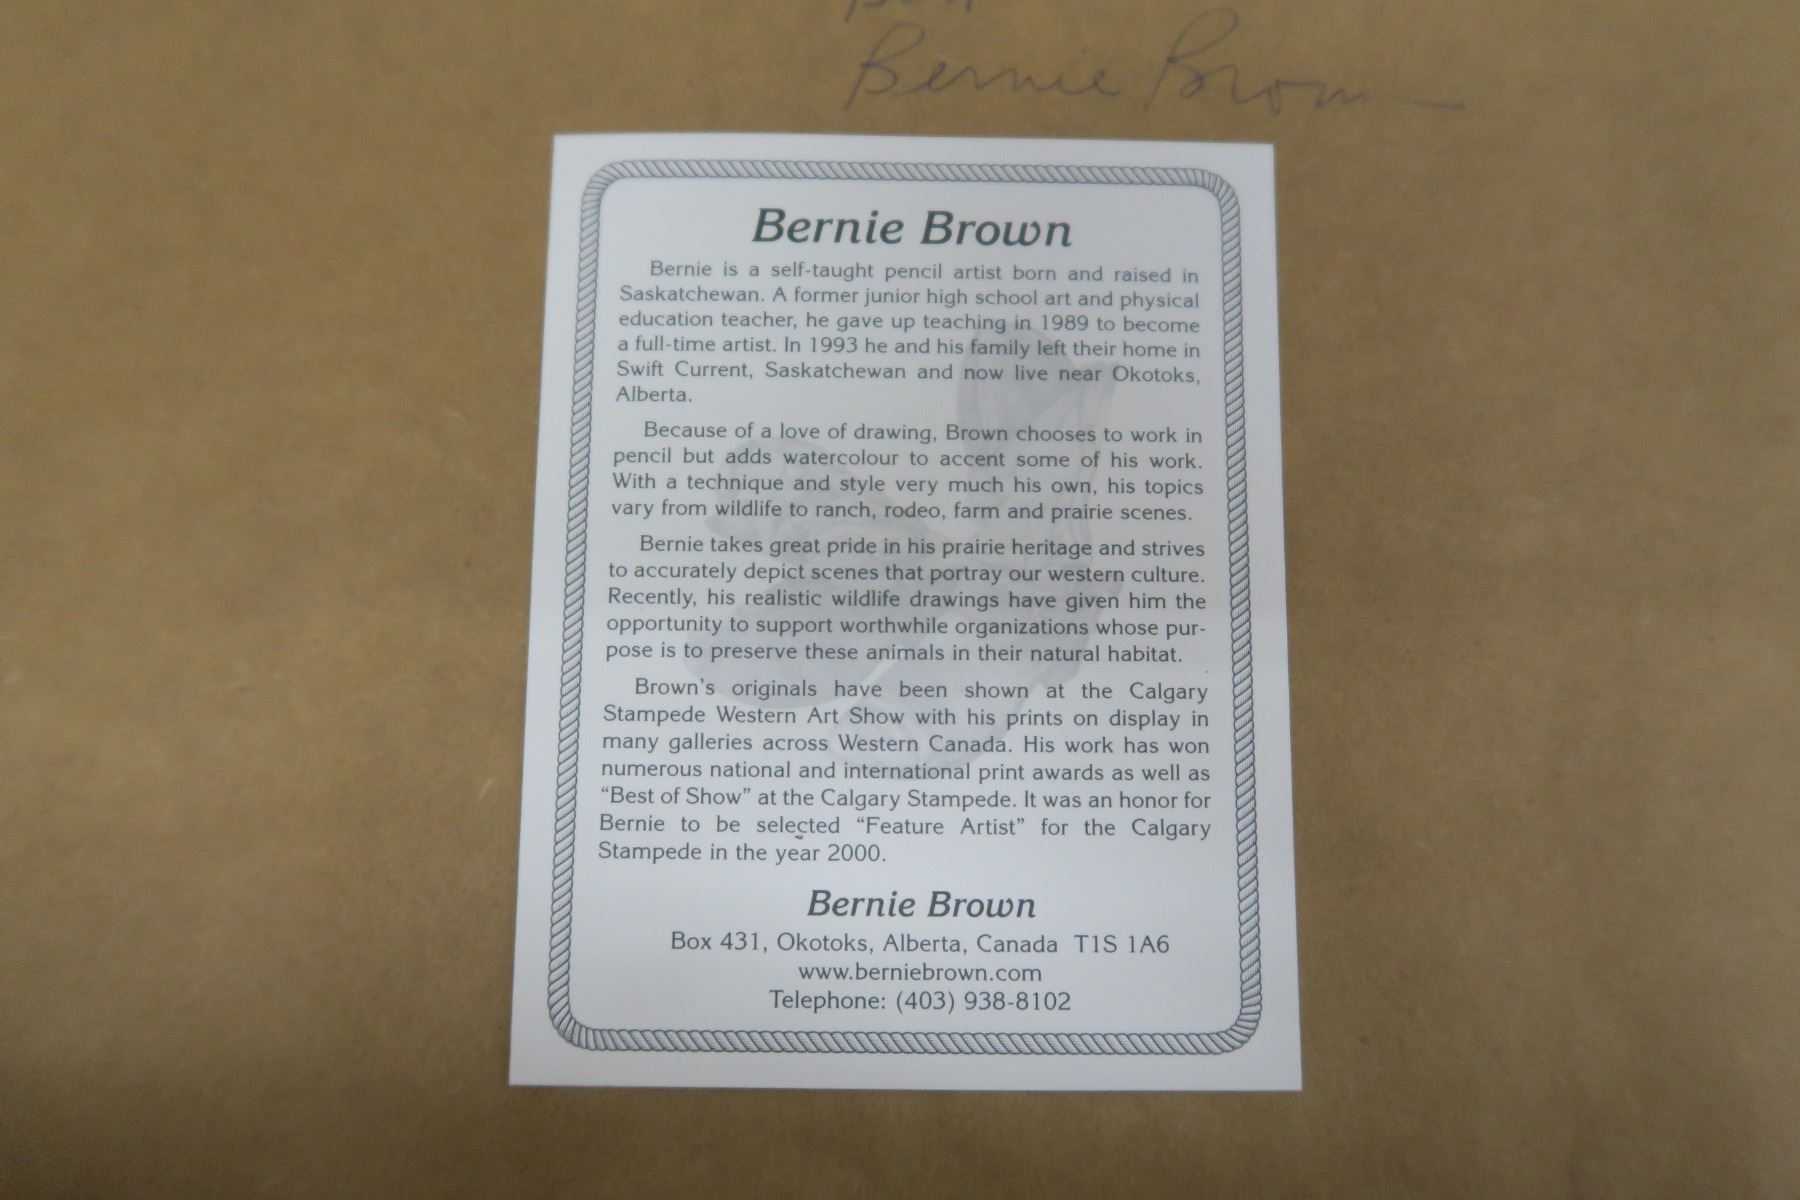 Bernie Brown
Bernie Brown
Bernie is a self-taught pencil artist born and raised in
Saskatchewan. A former junior high school art and physical
education teacher, he gave up teaching in 1989 to become
a full-time artist. In 1993 he and his family left their home in
Swift Current, Saskatchewan and now live near Okotoks,
Alberta.
Because of a love of drawing, Brown chooses to work in
pencil but adds watercolour to accent some of his work.
With a technique and style very much his own, his topics
vary from wildlife to ranch, rodeo, farm and prairie scenes.
Bernie takes great pride in his prairie heritage and strives
to accurately depict scenes that portray our western culture.
Recently, his realistic wildlife drawings have given him the
opportunity to support worthwhile organizations whose pur-
pose is to preserve these animals in their natural habitat.
Brown's originals have been shown at the Calgary
Stampede Western Art Show with his prints on display in
many galleries across Western Canada. His work has won
numerous national and international print awards as well as
“Best of Show” at the Calgary Stampede. It was an honor for
Bernie to be selected “Feature Artist” for the Calgary
Stampede in the year 2000.
Bernie Brown
Box 431, Okotoks, Alberta, Canada T1S 1A6
www.berniebrown.com
Telephone: (403) 938-8102